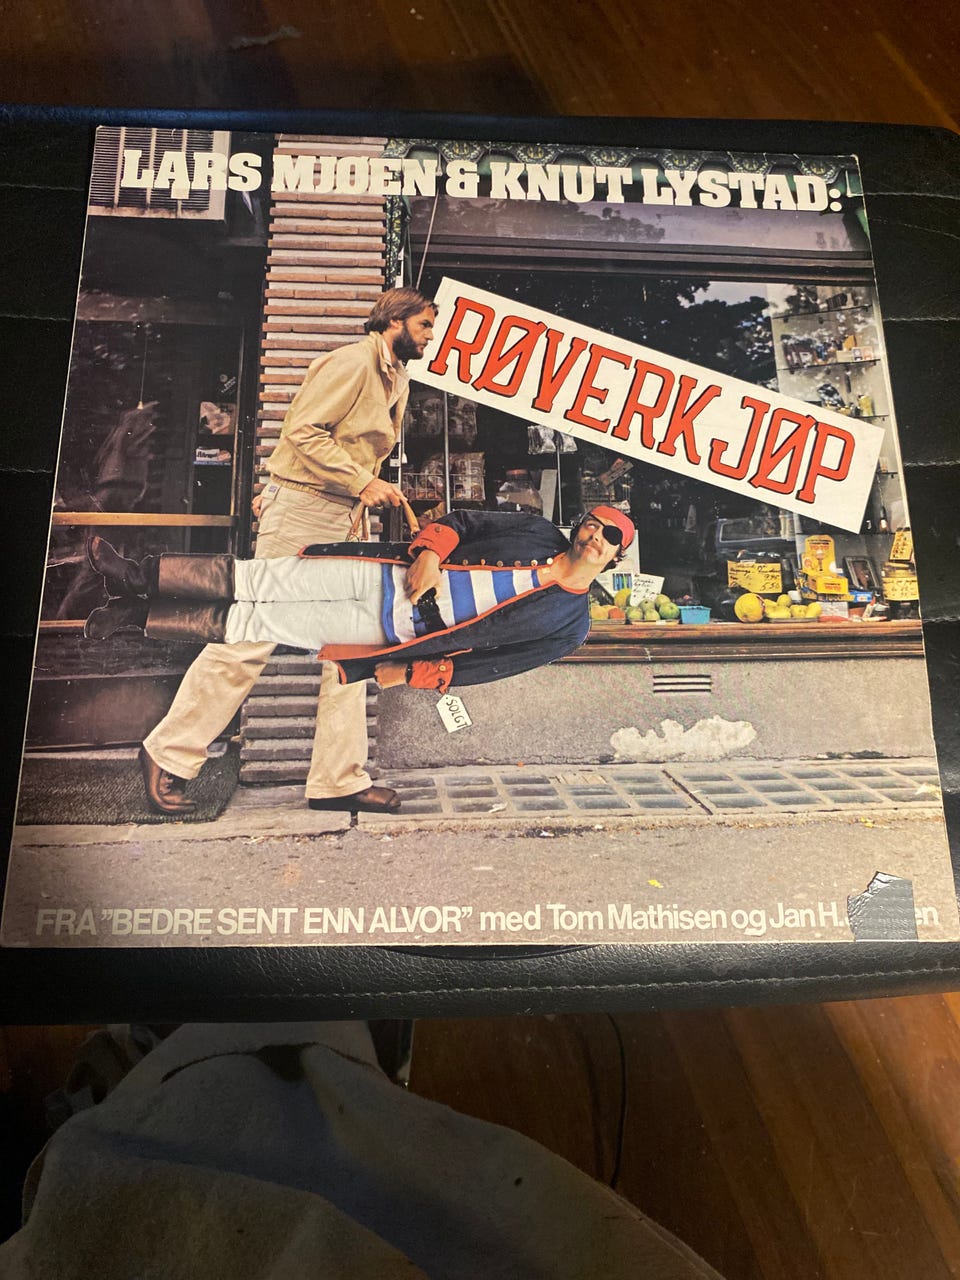 LARS MJØEN & KNUT LYSTAD:
RØVERKJØP
SOLGT
FRA "BEDRE SENT ENN ALVOR" med Tom Mathisen og Jan H.